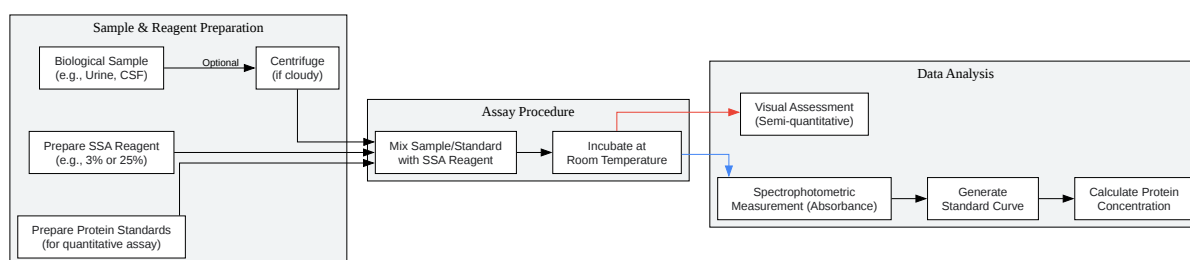 Sample & Reagent Preparation
Biological Sample
(e.g., Urine, CSF)
Optional
Centrifuge
(if cloudy)
Prepare SSA Reagent
(e.g., 3% or 25%)
Prepare Protein Standards
(for quantitative assay)
Assay Procedure
Mix Sample/Standard
with SSA Reagent
Incubate at
Room Temperature
Data Analysis
Visual Assessment
(Semi-quantitative)
Spectrophotometric
Measurement (Absorbance)
Generate
Standard Curve
Calculate Protein
Concentration